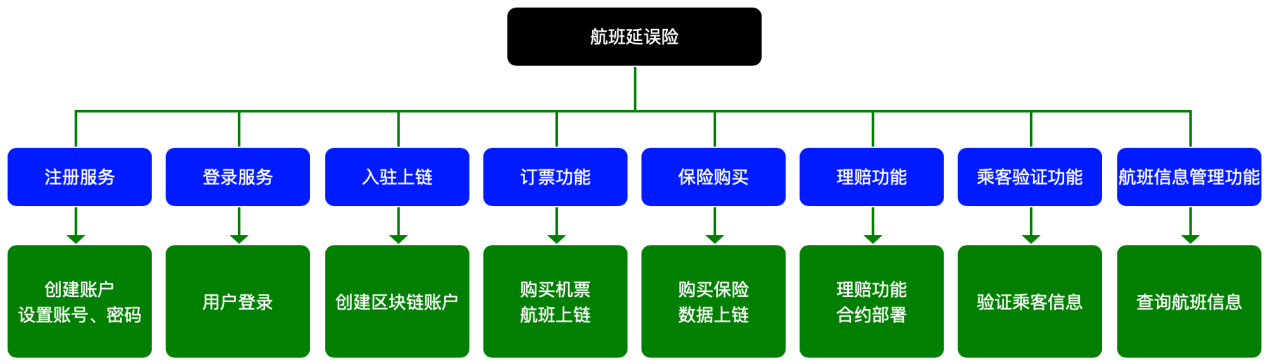 航班延误险
注册服务
登录服务
入驻上链
订票功能
保险购买
理赔功能
乘客验证功能
航班信息管理功能
创建账户
设置账号、密码
用户登录
创建区块链账户
购买机票
航班上链
购买保险
数据上链
理赔功能
合约部署
验证乘客信息
查询航班信息